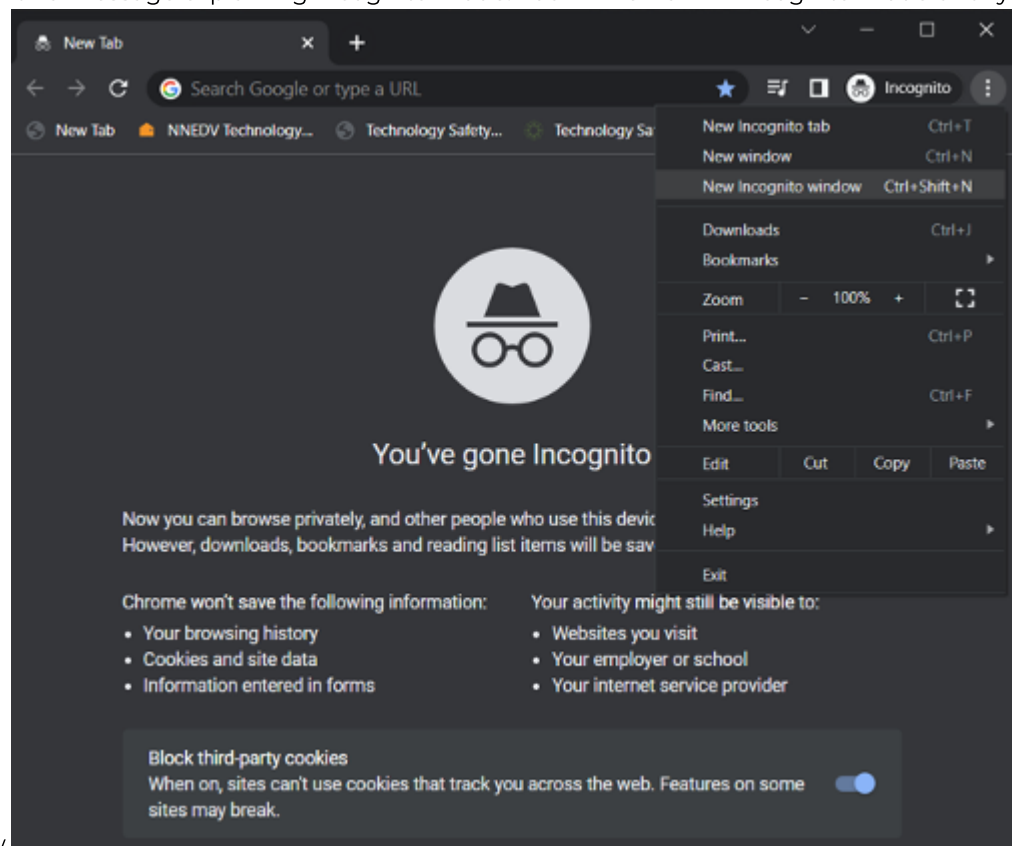 New Tab
Search Google or type a URL
Incognito
New Tab
NNEDV Technology...
Technology Safety...
Technology Sa
New Incognito tab Ctrl+T
New window Ctrl+N
New Incognito window Ctrl+Shift+N
Downloads Ctrl+J
Bookmarks
Zoom - 100% +
Print... Ctrl+P
Cast...
Find... Ctrl+F
More tools
Edit Cut Copy Paste
Settings
Help
Exit
You've gone Incognito
Now you can browse privately, and other people who use this devic
However, downloads, bookmarks and reading list items will be sav
Chrome won't save the following information:
• Your browsing history
• Cookies and site data
• Information entered in forms
Your activity might still be visible to:
• Websites you visit
• Your employer or school
• Your internet service provider
Block third-party cookies
When on, sites can't use cookies that track you across the web. Features on some
sites may break.